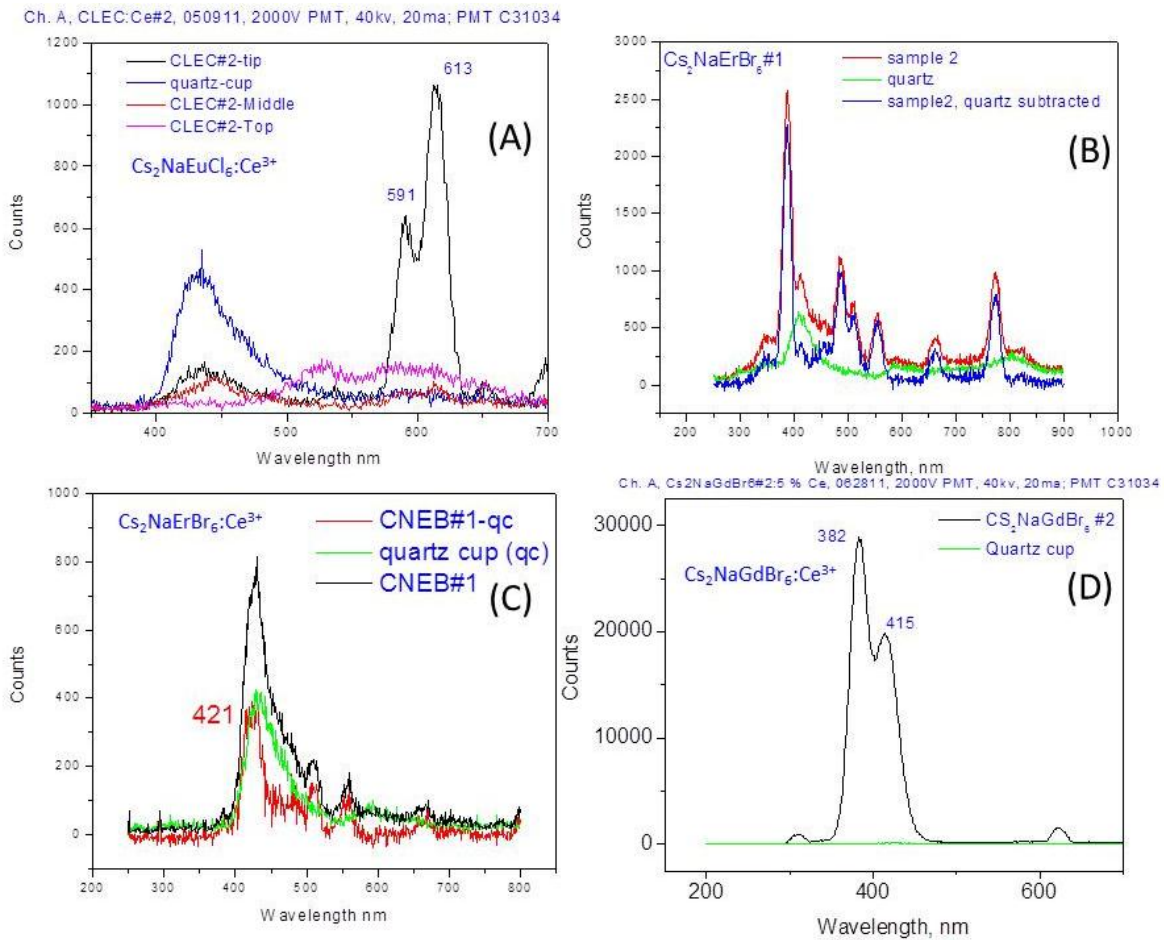 Ch. A, CLEC:Ce#2, 050911, 2000V PMT, 40kv, 20ma; PMT C31034
1200
1000
800
600
400
200
0
Counts
CLEC#2-tip
quartz-cup
CLEC#2-Middle
CLEC#2-Top
Cs₂NaEuCl₆:Ce³⁺
613
591
(A)
400
500
600
700
Wavelength nm
3000
2500
2000
1500
1000
500
0
Counts
Cs₂NaErBr₆#1
sample 2
quartz
sample2, quartz subtracted
(B)
200
300
400
500
600
700
800
900
1000
Wavelength, nm
1000
800
600
400
200
0
Counts
Cs₂NaErBr₆:Ce³⁺
CNEB#1-qc
quartz cup (qc)
CNEB#1
(C)
421
200
300
400
500
600
700
800
900
Wavelength nm
Ch. A, Cs2NaGdBr6#2:5 % Ce, 062811, 2000V PMT, 40kv, 20ma; PMT C31034
30000
20000
10000
0
Counts
CS₂NaGdBr₆ #2
Quartz cup
382
Cs₂NaGdBr₆:Ce³⁺
415
(D)
200
400
600
Wavelength, nm